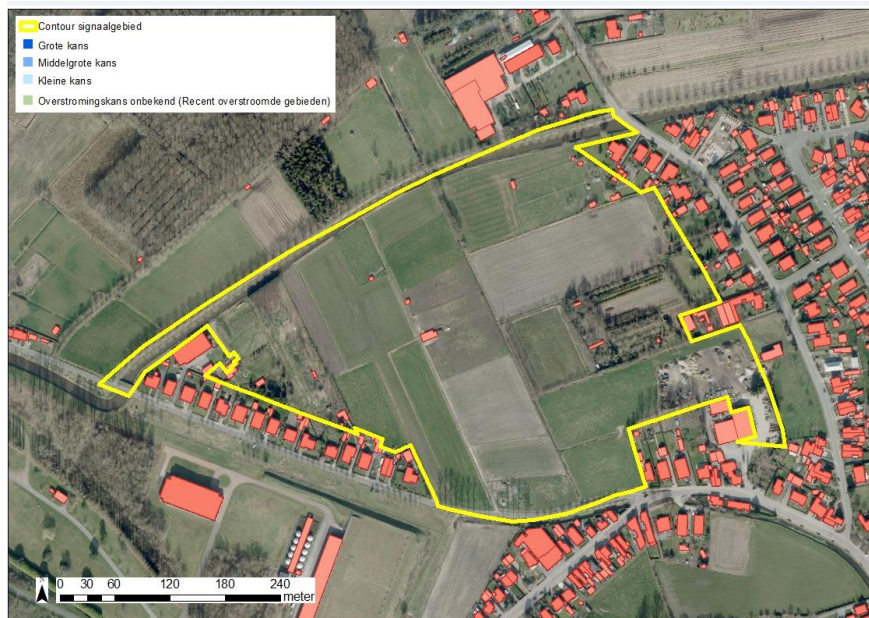 Contour signaalgebied
Grote kans
Middelgrote kans
Kleine kans
Overstromingskans onbekend (Recent overstroomde gebieden)
N
0 30 60 120 180 240
meter